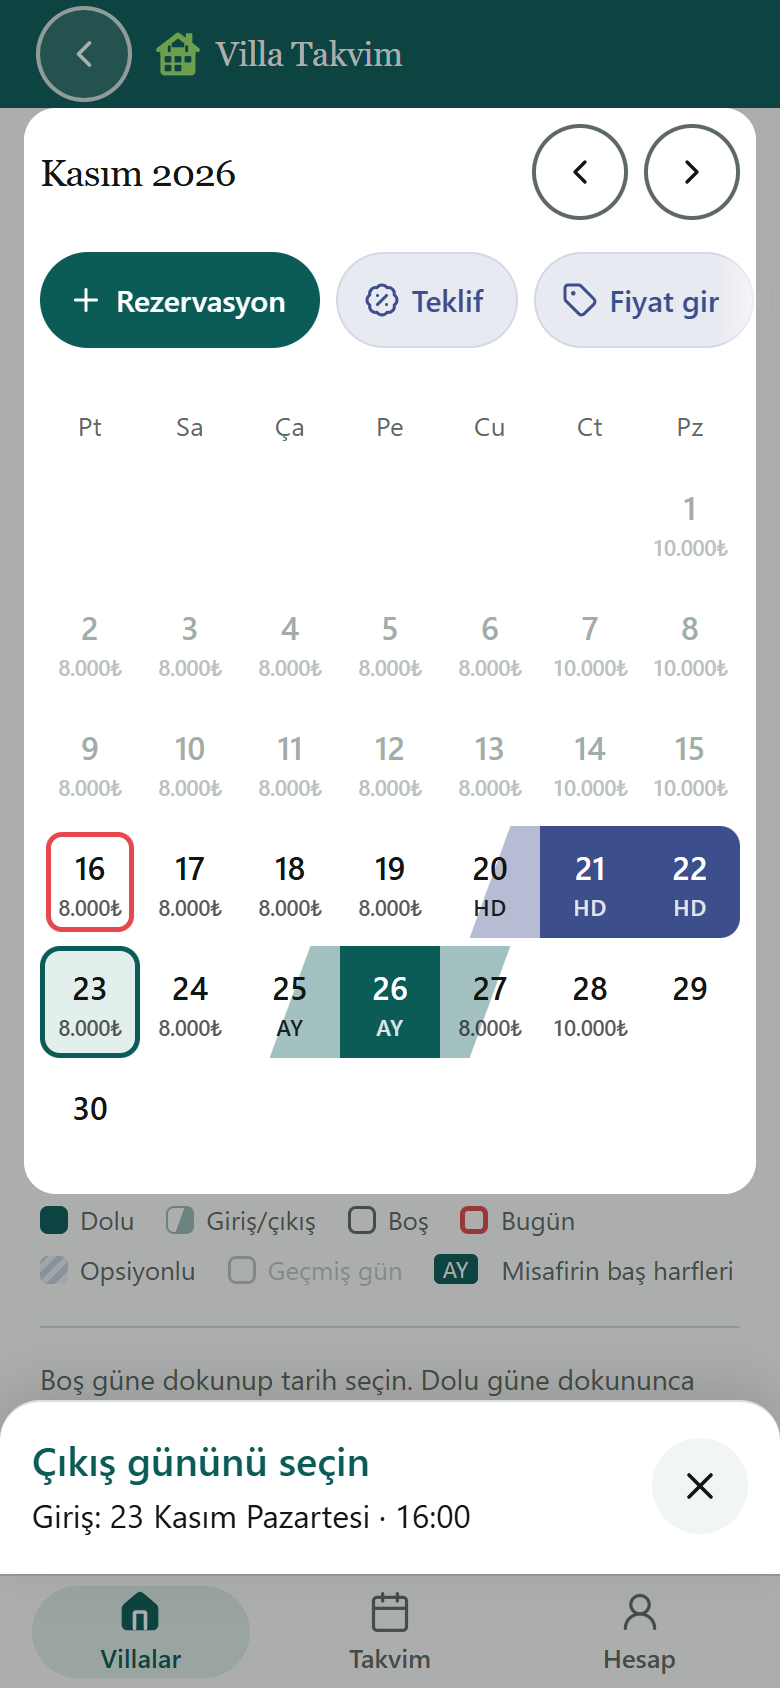 Villa Takvim
Kasım 2026
Rezervasyon
Teklif
Fiyat gir
Pt Sa Ça Pe Cu Ct Pz
1
10.000₺
2 3 4 5 6 7 8
8.000₺ 8.000₺ 8.000₺ 8.000₺ 8.000₺ 10.000₺ 10.000₺
9 10 11 12 13 14 15
8.000₺ 8.000₺ 8.000₺ 8.000₺ 8.000₺ 10.000₺ 10.000₺
16 17 18 19 20 21 22
8.000₺ 8.000₺ 8.000₺ 8.000₺ HD HD HD
23 24 25 26 27 28 29
8.000₺ 8.000₺ AY AY 8.000₺ 10.000₺
30
Dolu Giriş/çıkış Boş Bugün
Opsiyonlu Geçmiş gün AY Misafirin baş harfleri
Boş güne dokunup tarih seçin. Dolu güne dokununca
Çıkış gününü seçin
Giriş: 23 Kasım Pazartesi · 16:00
Villalar Takvim Hesap